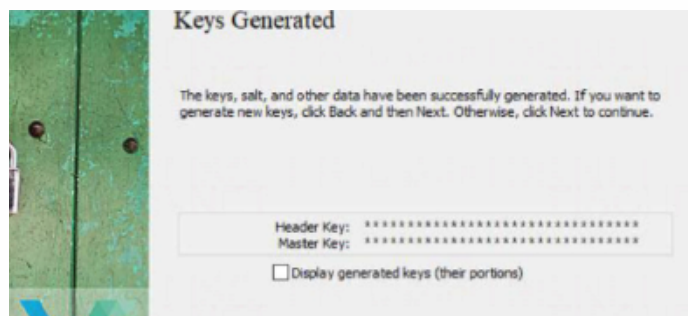 Keys Generated
The keys, salt, and other data have been successfully generated. If you want to
generate new keys, click Back and then Next. Otherwise, click Next to continue.
Header Key: ********************************
Master Key: ********************************
Display generated keys (their portions)